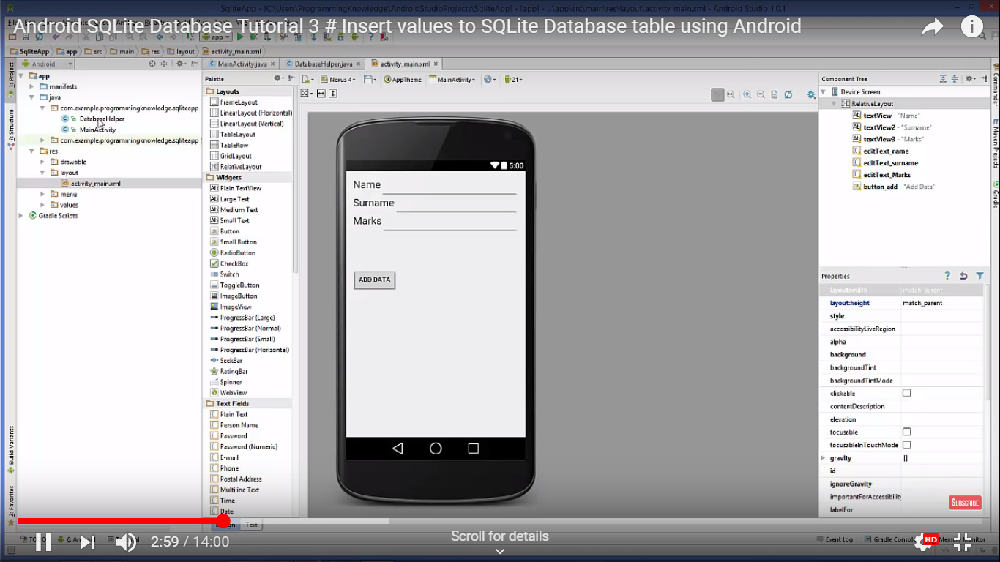 SqliteApp - [C:\Users\ProgrammingKnowledge\AndroidStudioProjects\SqliteApp] - [app] - ...\app\src\main\res\layout\activity_main.xml - Android Studio 1.0.1
Android SQLite Database Tutorial 3 # Insert values to SQLite Database table using Android
app
SqliteApp app src main res layout activity_main.xml
Android
MainActivity.java DatabaseHelper.java activity_main.xml
1: Project
7: Structure
Build Variants
2: Favorites
app
manifests
java
com.example.programmingknowledge.sqliteapp
DatabaseHelper
MainActivity
com.example.programmingknowledge.sqliteapp (
res
drawable
layout
activity_main.xml
menu
values
Gradle Scripts
Palette
Layouts
FrameLayout
LinearLayout (Horizontal)
LinearLayout (Vertical)
TableLayout
TableRow
GridLayout
RelativeLayout
Widgets
Plain TextView
Large Text
Medium Text
Small Text
Button
Small Button
RadioButton
CheckBox
Switch
ToggleButton
ImageButton
ImageView
ProgressBar (Large)
ProgressBar (Normal)
ProgressBar (Small)
ProgressBar (Horizontal)
SeekBar
RatingBar
Spinner
WebView
Text Fields
Plain Text
Person Name
Password
Password (Numeric)
E-mail
Phone
Postal Address
Multiline Text
Time
Date
Text
Nexus 4 AppTheme MainActivity 21
5:00
Name
Surname
Marks
ADD DATA
Component Tree
Device Screen
RelativeLayout
textView - "Name"
textView2 - "Surname"
textView3 - "Marks"
editText_name
editText_surname
editText_Marks
button_add - "Add Data"
Properties
layout:width match_parent
layout:height match_parent
style
accessibilityLiveRegion
alpha
background
backgroundTint
backgroundTintMode
clickable
contentDescription
elevation
focusable
focusableInTouchMode
gravity []
id
ignoreGravity
importantForAccessibility
labelFor
Commander
Maven Projects
Gradle
SUBSCRIBE
2:59 / 14:00
Scroll for details
Event log Gradle Console Memory Monitor
HD